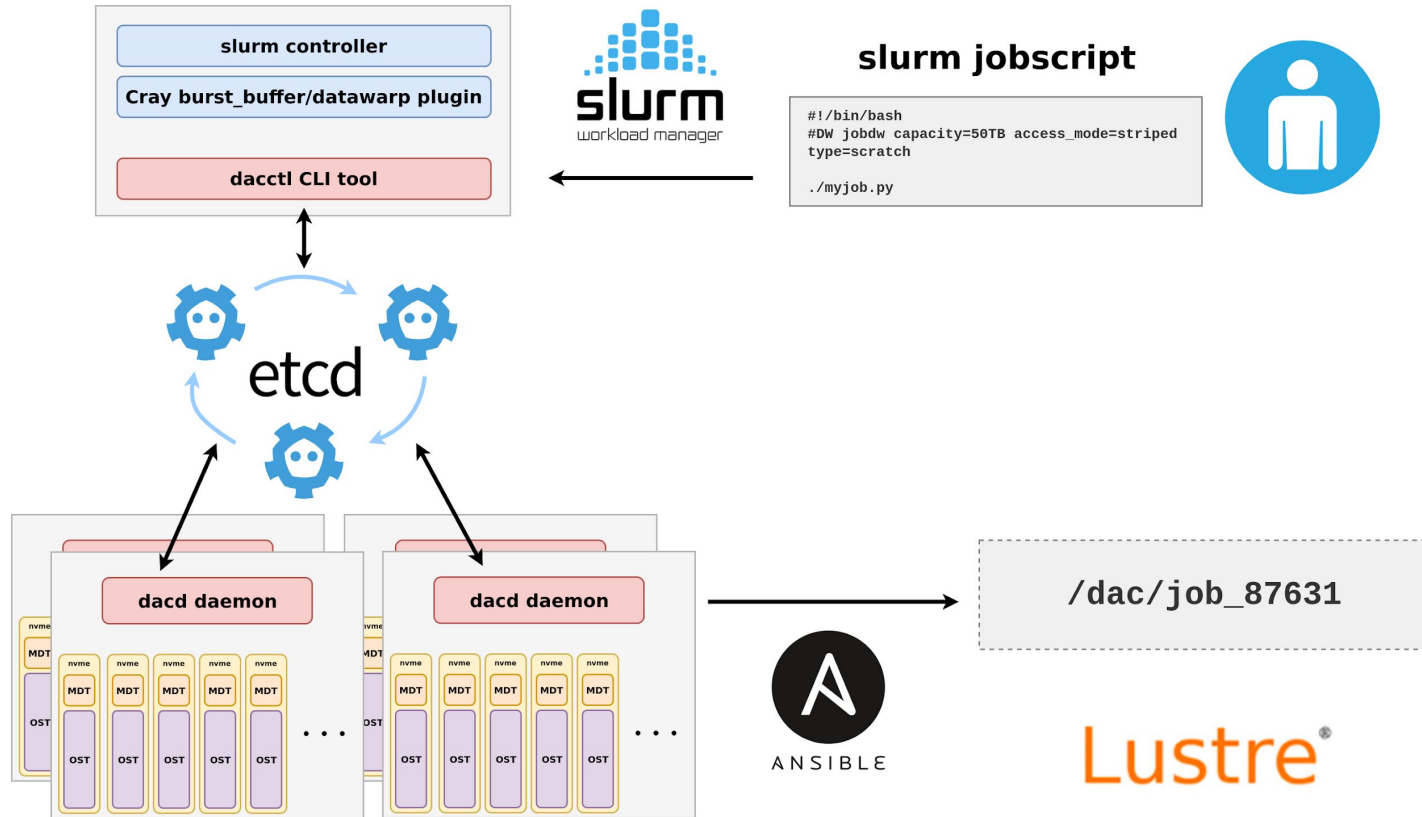 slurm controller
Cray burst_buffer/datawarp plugin
dacctl CLI tool
slurm
workload manager
slurm jobscript
#!/bin/bash
#DW jobdw capacity=50TB access_mode=striped
type=scratch
./myjob.py
etcd
dacd daemon
dacd daemon
nvme
MDT
OST
nvme nvme nvme nvme nvme
MDT MDT MDT MDT MDT
OST OST OST OST OST
. . .
nvme
MDT
OST
nvme nvme nvme nvme nvme
MDT MDT MDT MDT MDT
OST OST OST OST OST
. . .
/dac/job_87631
ANSIBLE
Lustre®